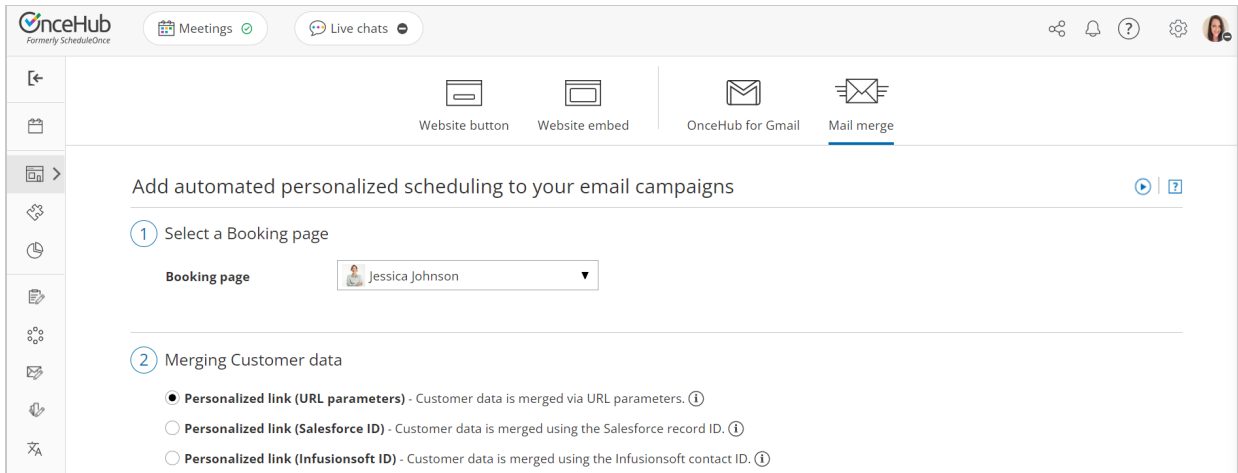 OnceHub
Formerly ScheduleOnce
Meetings
Live chats
?
Website button
Website embed
OnceHub for Gmail
Mail merge
Add automated personalized scheduling to your email campaigns
?
1 Select a Booking page
Booking page
Jessica Johnson
2 Merging Customer data
Personalized link (URL parameters) - Customer data is merged via URL parameters. i
Personalized link (Salesforce ID) - Customer data is merged using the Salesforce record ID. i
Personalized link (Infusionsoft ID) - Customer data is merged using the Infusionsoft contact ID. i
文A